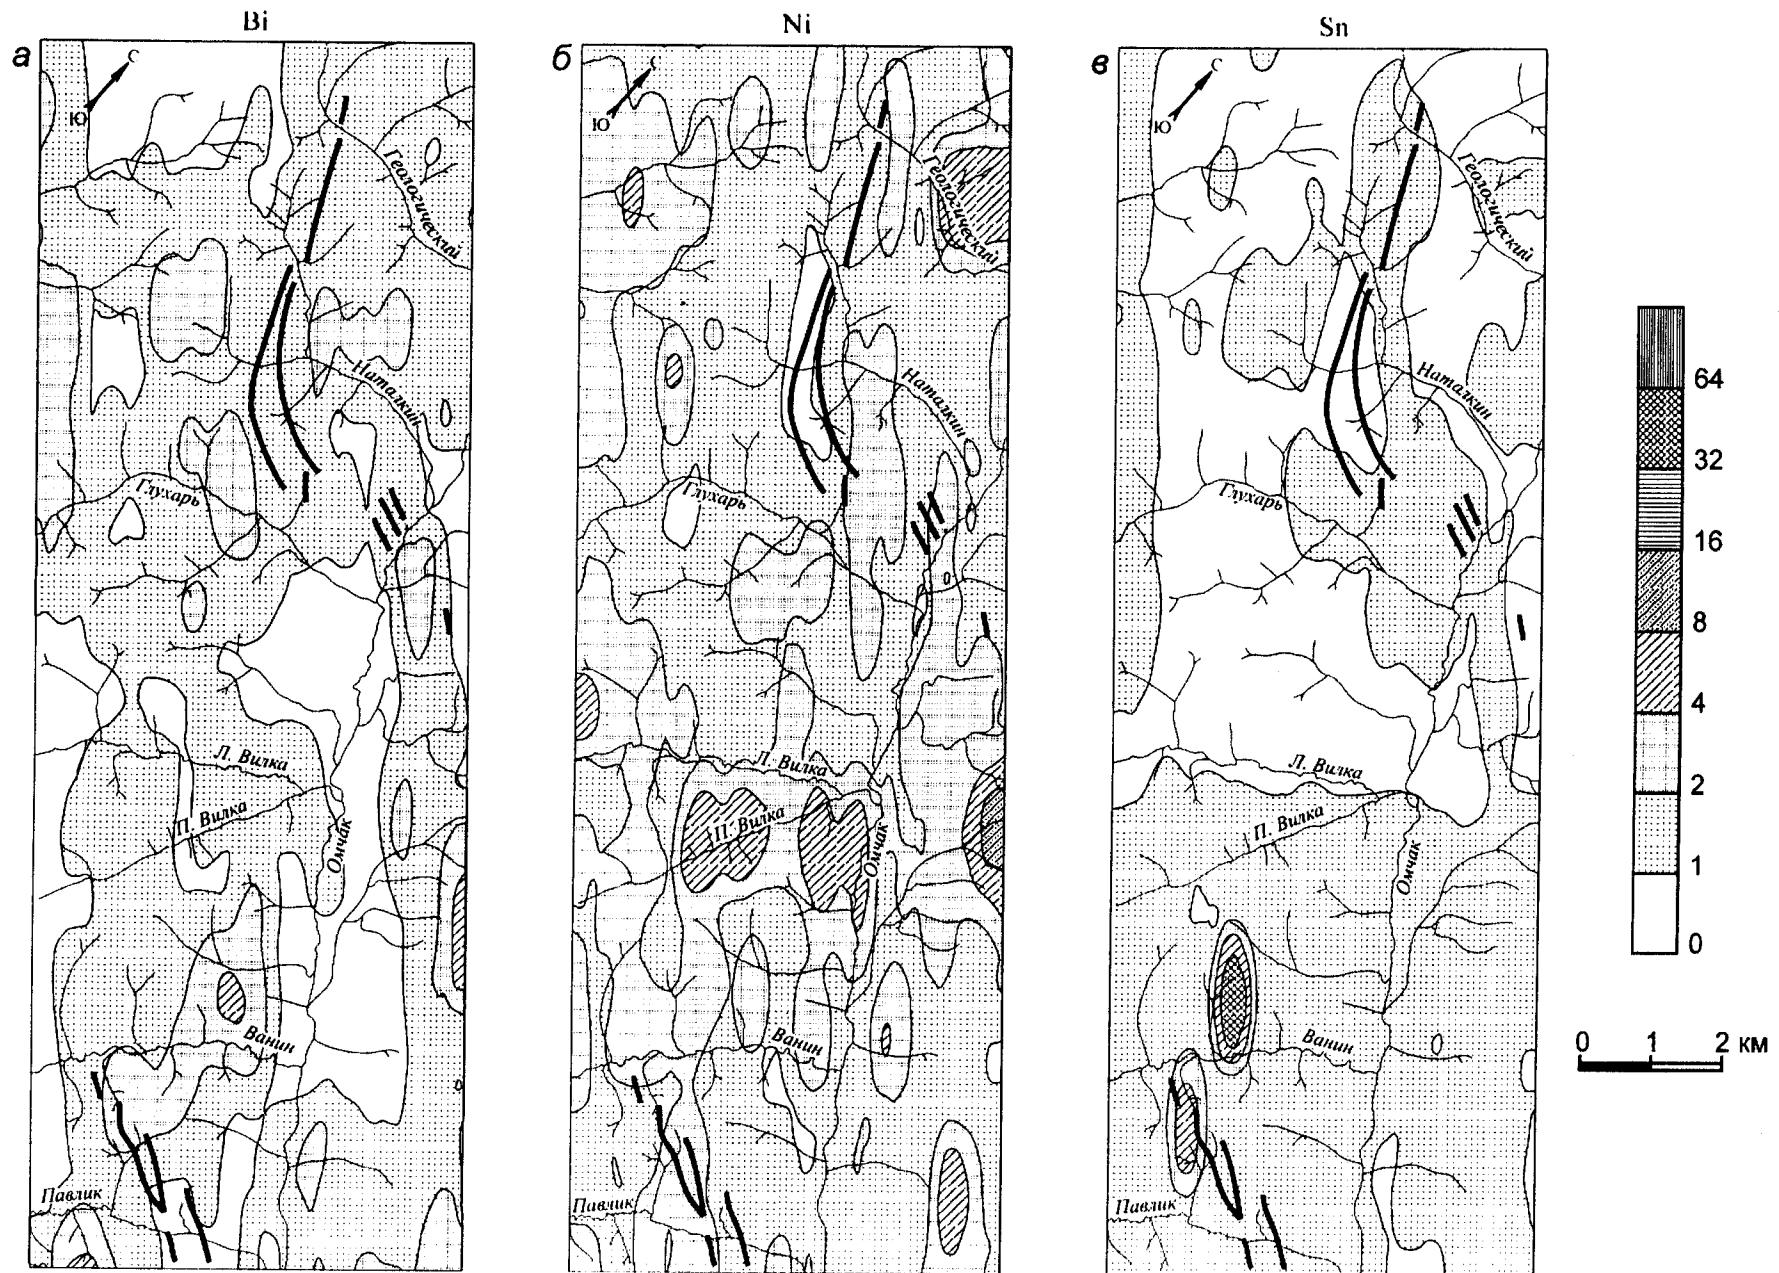 Bi
Ni
Sn
а
б
в
С
Ю
С
Ю
С
Ю
Геологический
Геологический
Геологический
Наталкин
Наталкин
Наталкин
Глухарь
Глухарь
Глухарь
Л. Вилка
Л. Вилка
Л. Вилка
П. Вилка
П. Вилка
П. Вилка
Омчак
Омчак
Омчак
Ванин
Ванин
Ванин
Павлик
Павлик
Павлик
64
32
16
8
4
2
1
0
0 1 2 км